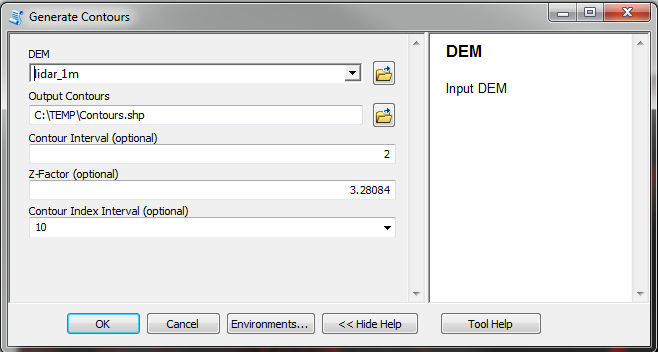 Generate Contours
DEM
lidar_1m
Output Contours
C:\TEMP\Contours.shp
Contour Interval (optional)
2
Z-Factor (optional)
3.28084
Contour Index Interval (optional)
10
DEM
Input DEM
OK
Cancel
Environments...
<< Hide Help
Tool Help